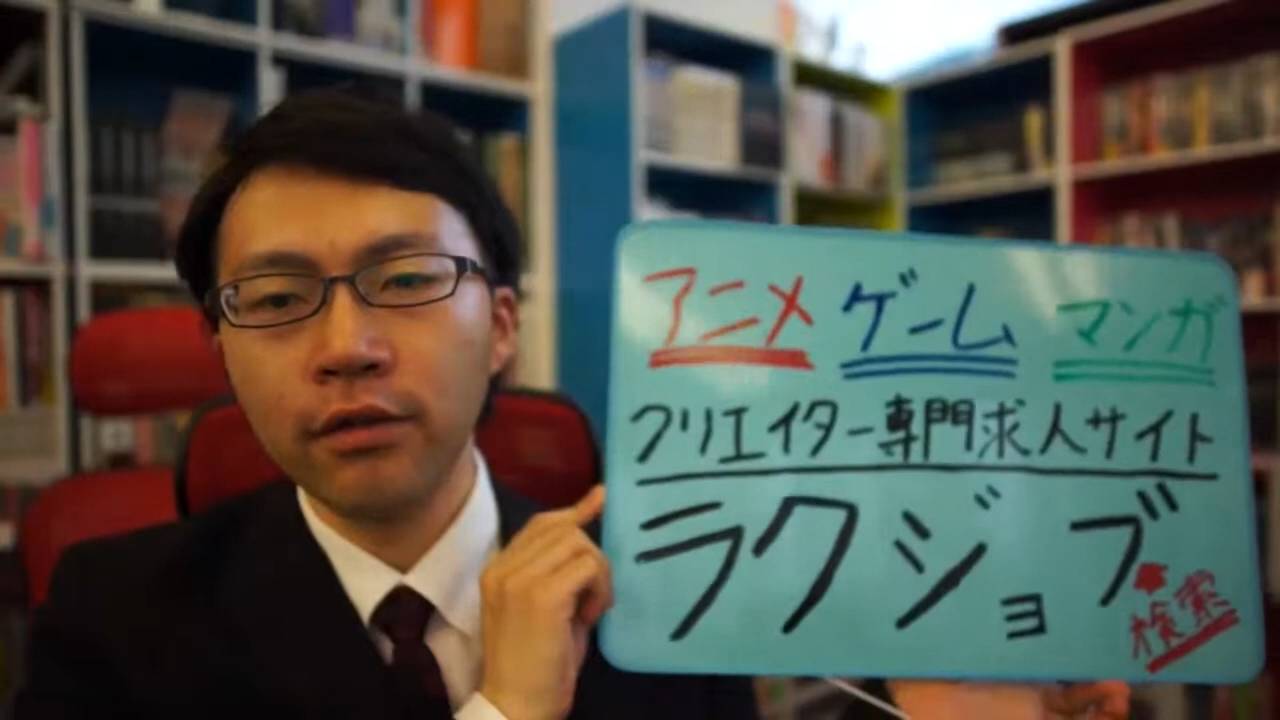 アニメ ゲーム マンガ
クリエイター専門求人サイト
ラクジョブ
検索